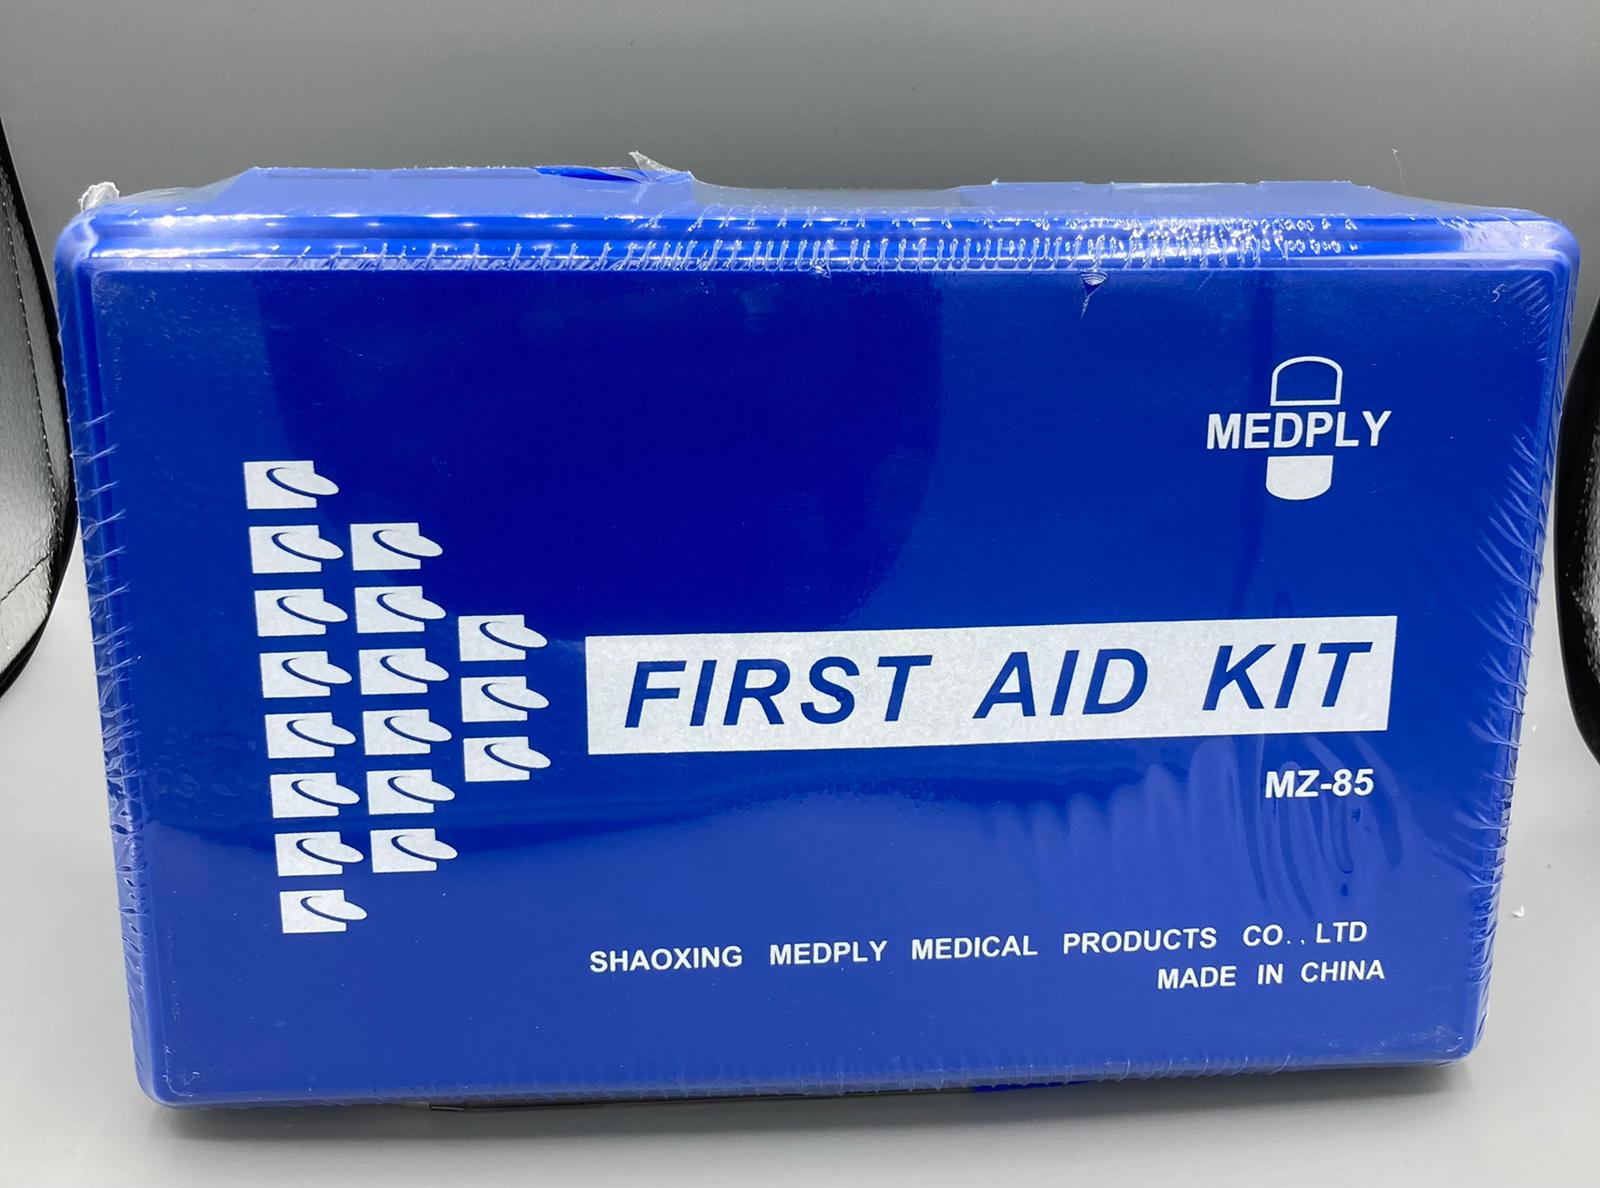 MEDPLY
FIRST AID KIT
MZ-85
SHAOXING MEDPLY MEDICAL PRODUCTS CO.,LTD
MADE IN CHINA